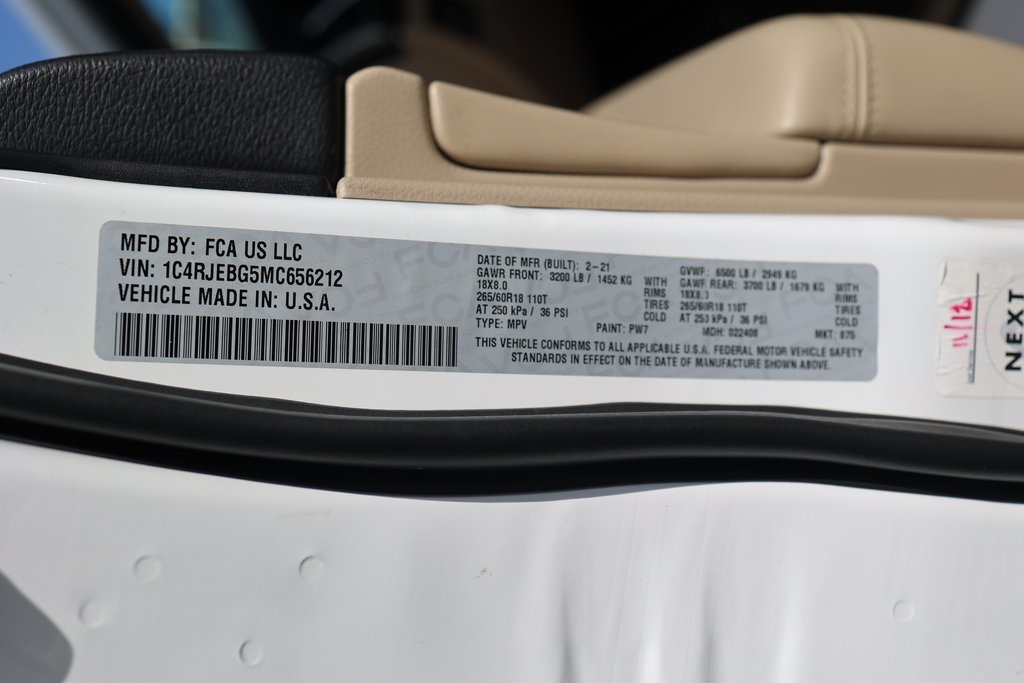 MFD BY: FCA US LLC
VIN: 1C4RJEBG5MC656212
VEHICLE MADE IN: U.S.A.
DATE OF MFR (BUILT): 2-21
GAWR FRONT: 3200 LB / 1452 KG
18X8.0
265/60R18 110T
AT 250 kPa / 36 PSI
WITH
RIMS
TIRES
COLD
TYPE: MPV
PAINT: PW7
GVWR: 6500 LB / 2949 KG
GAWR REAR: 3700 LB / 1679 KG
18X8.0
265/60R18 110T
AT 250 kPa / 36 PSI
WITH
RIMS
TIRES
COLD
MDH: 022408
MKT: 875
THIS VEHICLE CONFORMS TO ALL APPLICABLE U.S.A. FEDERAL MOTOR VEHICLE SAFETY
STANDARDS IN EFFECT ON THE DATE OF MANUFACTURE SHOWN ABOVE.
11/12
NEXT